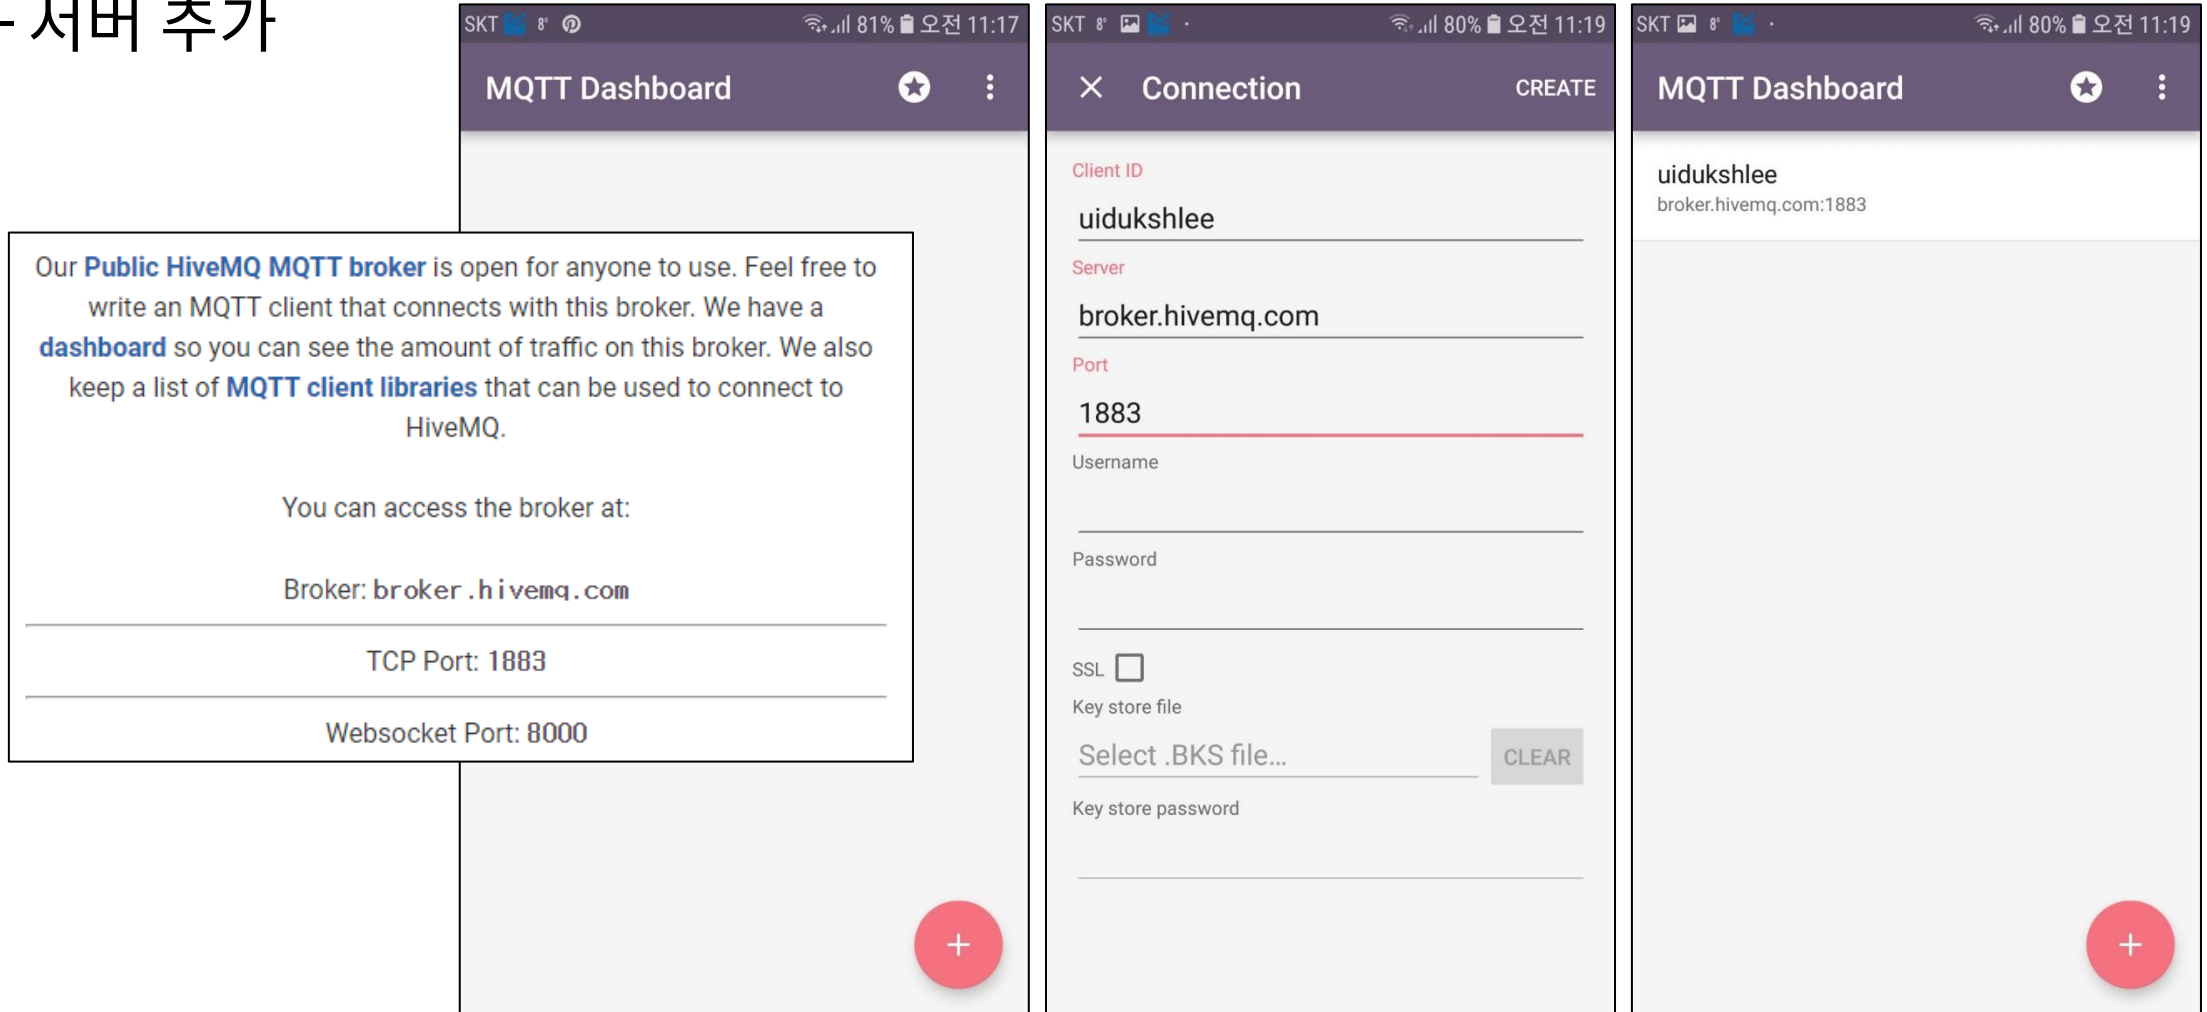 - 서버 추가
SKT 8° 81% 오전 11:17
MQTT Dashboard
Our Public HiveMQ MQTT broker is open for anyone to use. Feel free to
write an MQTT client that connects with this broker. We have a
dashboard so you can see the amount of traffic on this broker. We also
keep a list of MQTT client libraries that can be used to connect to
HiveMQ.
You can access the broker at:
Broker: broker.hivemq.com
TCP Port: 1883
Websocket Port: 8000
+
SKT 8° 80% 오전 11:19
Connection CREATE
Client ID
uidukshlee
Server
broker.hivemq.com
Port
1883
Username
Password
SSL
Key store file
Select .BKS file... CLEAR
Key store password
SKT 8° 80% 오전 11:19
MQTT Dashboard
uidukshlee
broker.hivemq.com:1883
+